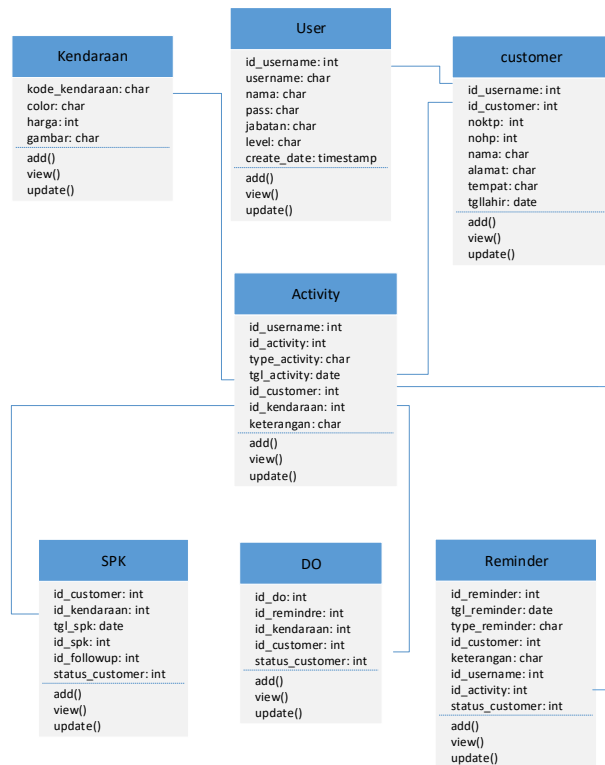 Kendaraan
kode_kendaraan: char
color: char
harga: int
gambar: char
add()
view()
update()
User
id_username: int
username: char
nama: char
pass: char
jabatan: char
level: char
create_date: timestamp
add()
view()
update()
customer
id_username: int
id_customer: int
noktp: int
nohp: int
nama: char
alamat: char
tempat: char
tgllahir: date
add()
view()
update()
Activity
id_username: int
id_activity: int
type_activity: char
tgl_activity: date
id_customer: int
id_kendaraan: int
keterangan: char
add()
view()
update()
SPK
id_customer: int
id_kendaraan: int
tgl_spk: date
id_spk: int
id_followup: int
status_customer: int
add()
view()
update()
DO
id_do: int
id_remindre: int
id_kendaraan: int
id_customer: int
status_customer: int
add()
view()
update()
Reminder
id_reminder: int
tgl_reminder: date
type_reminder: char
id_customer: int
keterangan: char
id_username: int
id_activity: int
status_customer: int
add()
view()
update()